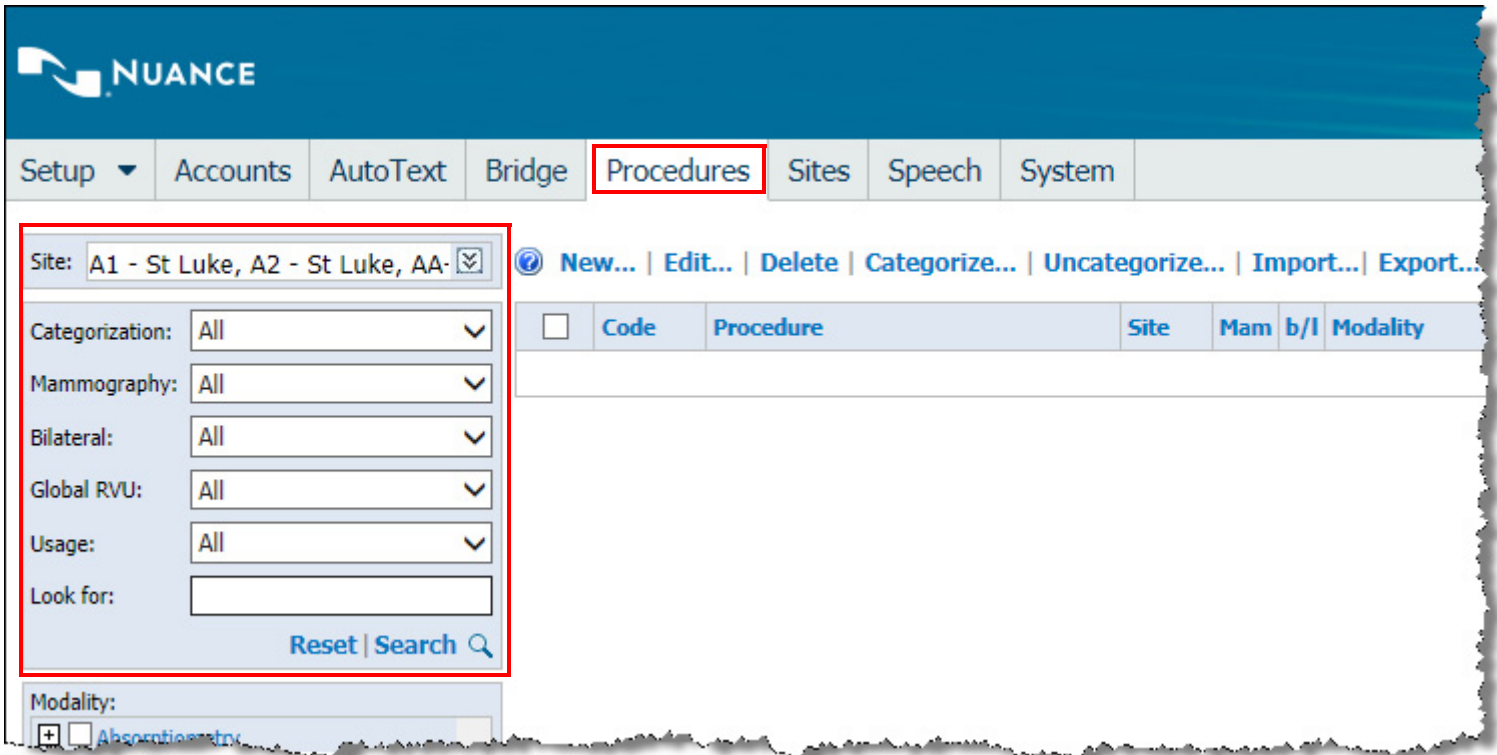 NUANCE
Setup Accounts AutoText Bridge Procedures Sites Speech System
Site: A1 - St Luke, A2 - St Luke, AA-
New... | Edit... | Delete | Categorize... | Uncategorize... | Import...| Export...
Code Procedure Site Mam b/l Modality
Categorization: All
Mammography: All
Bilateral: All
Global RVU: All
Usage: All
Look for:
Reset | Search
Modality:
Absorptiometry